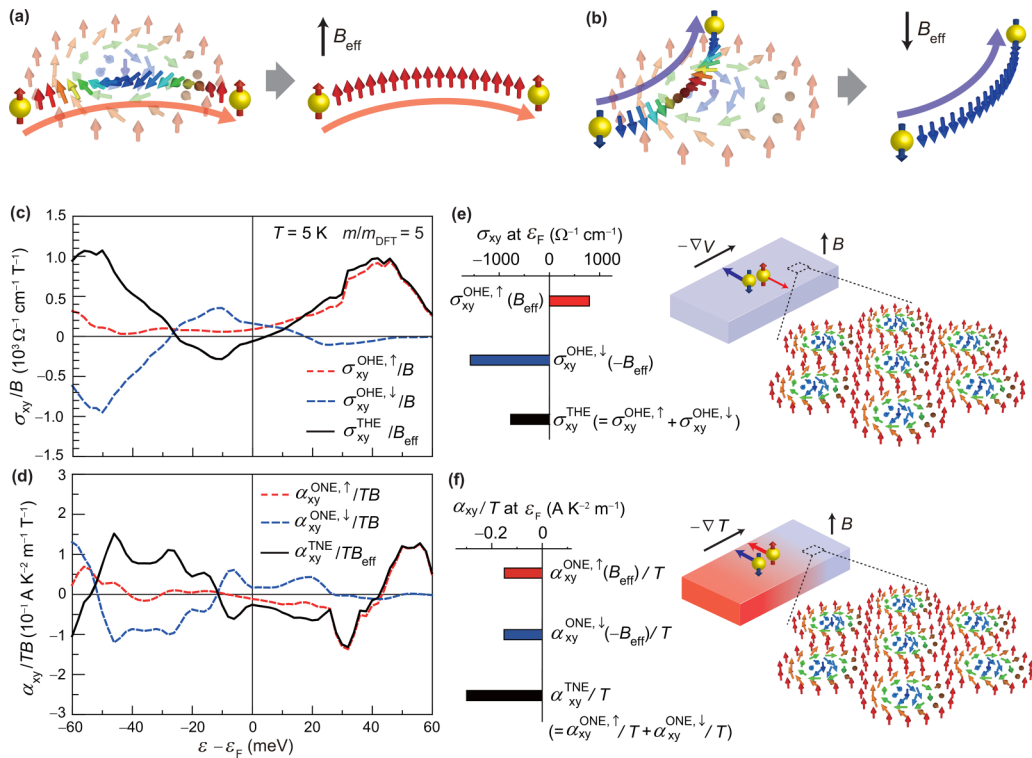 (a)
B_eff
(b)
B_eff
(c)
T = 5 K m/m_DFT = 5
1.5
1.0
0.5
0
−0.5
−1.0
−1.5
σ_xy/B (10³ Ω⁻¹ cm⁻¹ T⁻¹)
σ_xy^OHE,↑/B
σ_xy^OHE,↓/B
σ_xy^THE/B_eff
(d)
3
2
1
0
−1
−2
−3
α_xy/TB (10⁻¹ A K⁻² m⁻¹ T⁻¹)
α_xy^ONE,↑/TB
α_xy^ONE,↓/TB
α_xy^TNE/TB_eff
−60 −40 −20 0 20 40 60
ε − ε_F (meV)
(e)
σ_xy at ε_F (Ω⁻¹ cm⁻¹)
−1000 0 1000
σ_xy^OHE,↑(B_eff)
σ_xy^OHE,↓(−B_eff)
σ_xy^THE (= σ_xy^OHE,↑ + σ_xy^OHE,↓)
−∇V
B
(f)
α_xy/T at ε_F (A K⁻² m⁻¹)
−0.2 0
α_xy^ONE,↑(B_eff)/T
α_xy^ONE,↓(−B_eff)/T
α_xy^TNE/T
(= α_xy^ONE,↑/T + α_xy^ONE,↓/T)
−∇T
B